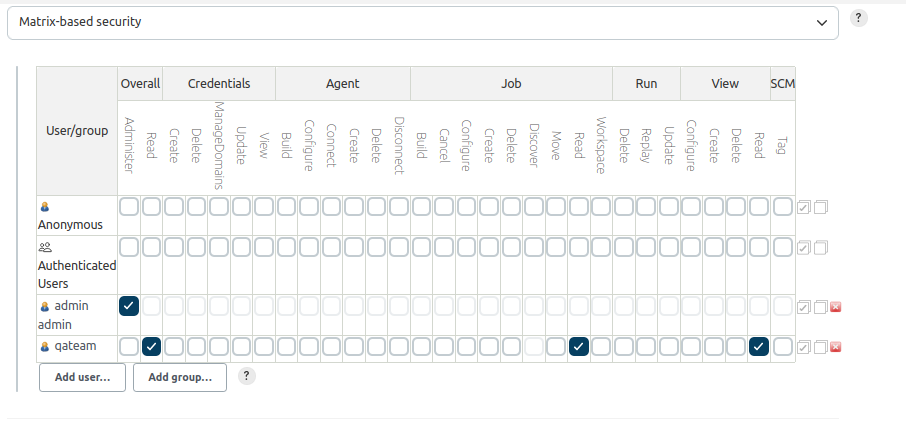 Matrix-based security
?
User/group
Overall Credentials Agent Job Run View SCM
Administer Read Create Delete ManageDomains Update View Build Configure Connect Create Delete Disconnect Build Cancel Configure Create Delete Discover Move Read Workspace Delete Replay Update Configure Create Delete Read Tag
Anonymous
Authenticated
Users
admin
admin
qateam
Add user... Add group... ?